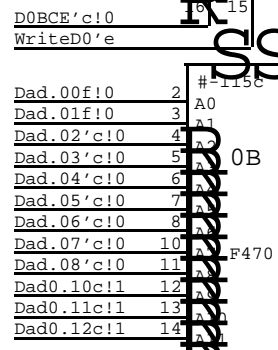 16 15
D0BCE'c!0
WriteD0'e
#-115c
Dad.00f!0 2 A0
Dad.01f!0 3 A1
Dad.02'c!0 4
Dad.03'c!0 5 0B
Dad.04'c!0 6
Dad.05'c!0 7
Dad.06'c!0 8
Dad.07'c!0 10 F470
Dad.08'c!0 11
Dad0.10c!1 12
Dad0.11c!1 13
Dad0.12c!1 14